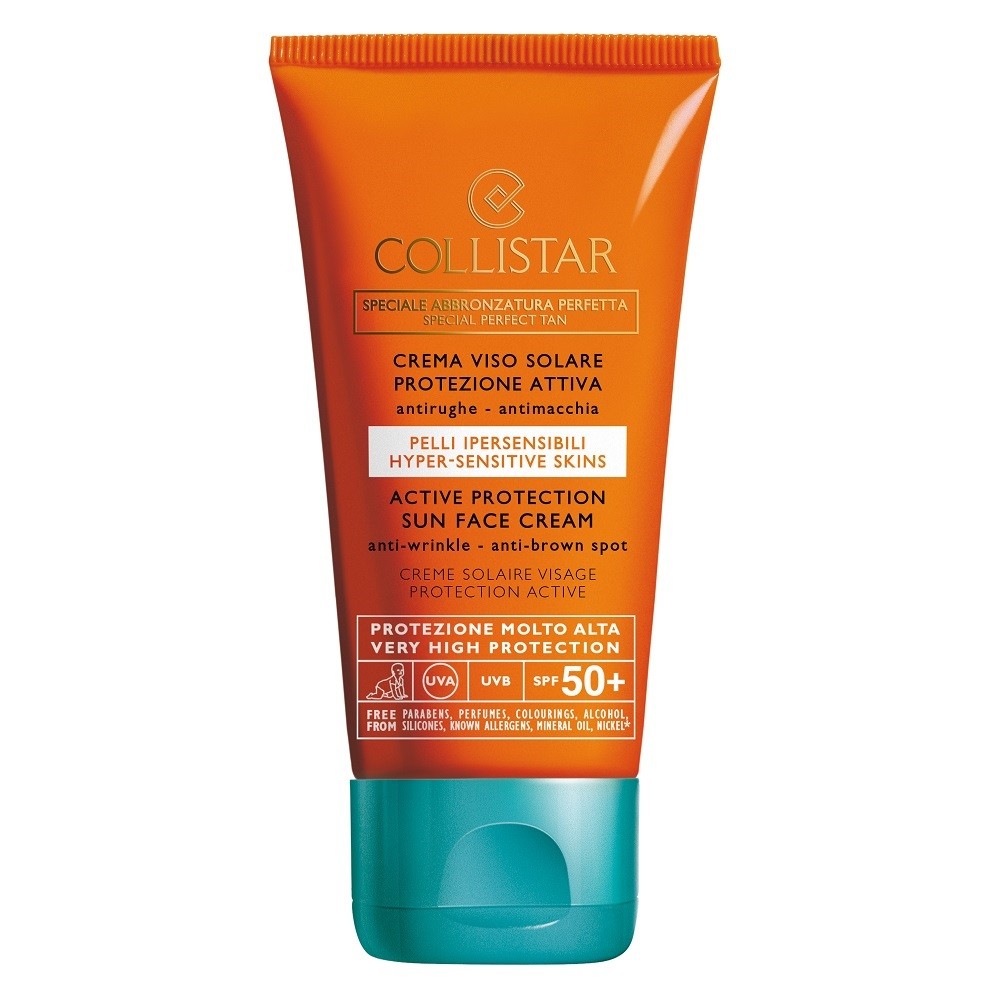 COLLISTAR
SPECIALE ABBRONZATURA PERFETTA
SPECIAL PERFECT TAN
CREMA VISO SOLARE
PROTEZIONE ATTIVA
antirughe - antimacchia
PELLI IPERSENSIBILI
HYPER-SENSITIVE SKINS
ACTIVE PROTECTION
SUN FACE CREAM
anti-wrinkle - anti-brown spot
CREME SOLAIRE VISAGE
PROTECTION ACTIVE
PROTEZIONE MOLTO ALTA
VERY HIGH PROTECTION
UVA UVB SPF 50+
FREE FROM PARABENS, PERFUMES, COLOURINGS, ALCOHOL,
SILICONES, KNOWN ALLERGENS, MINERAL OIL, NICKEL*